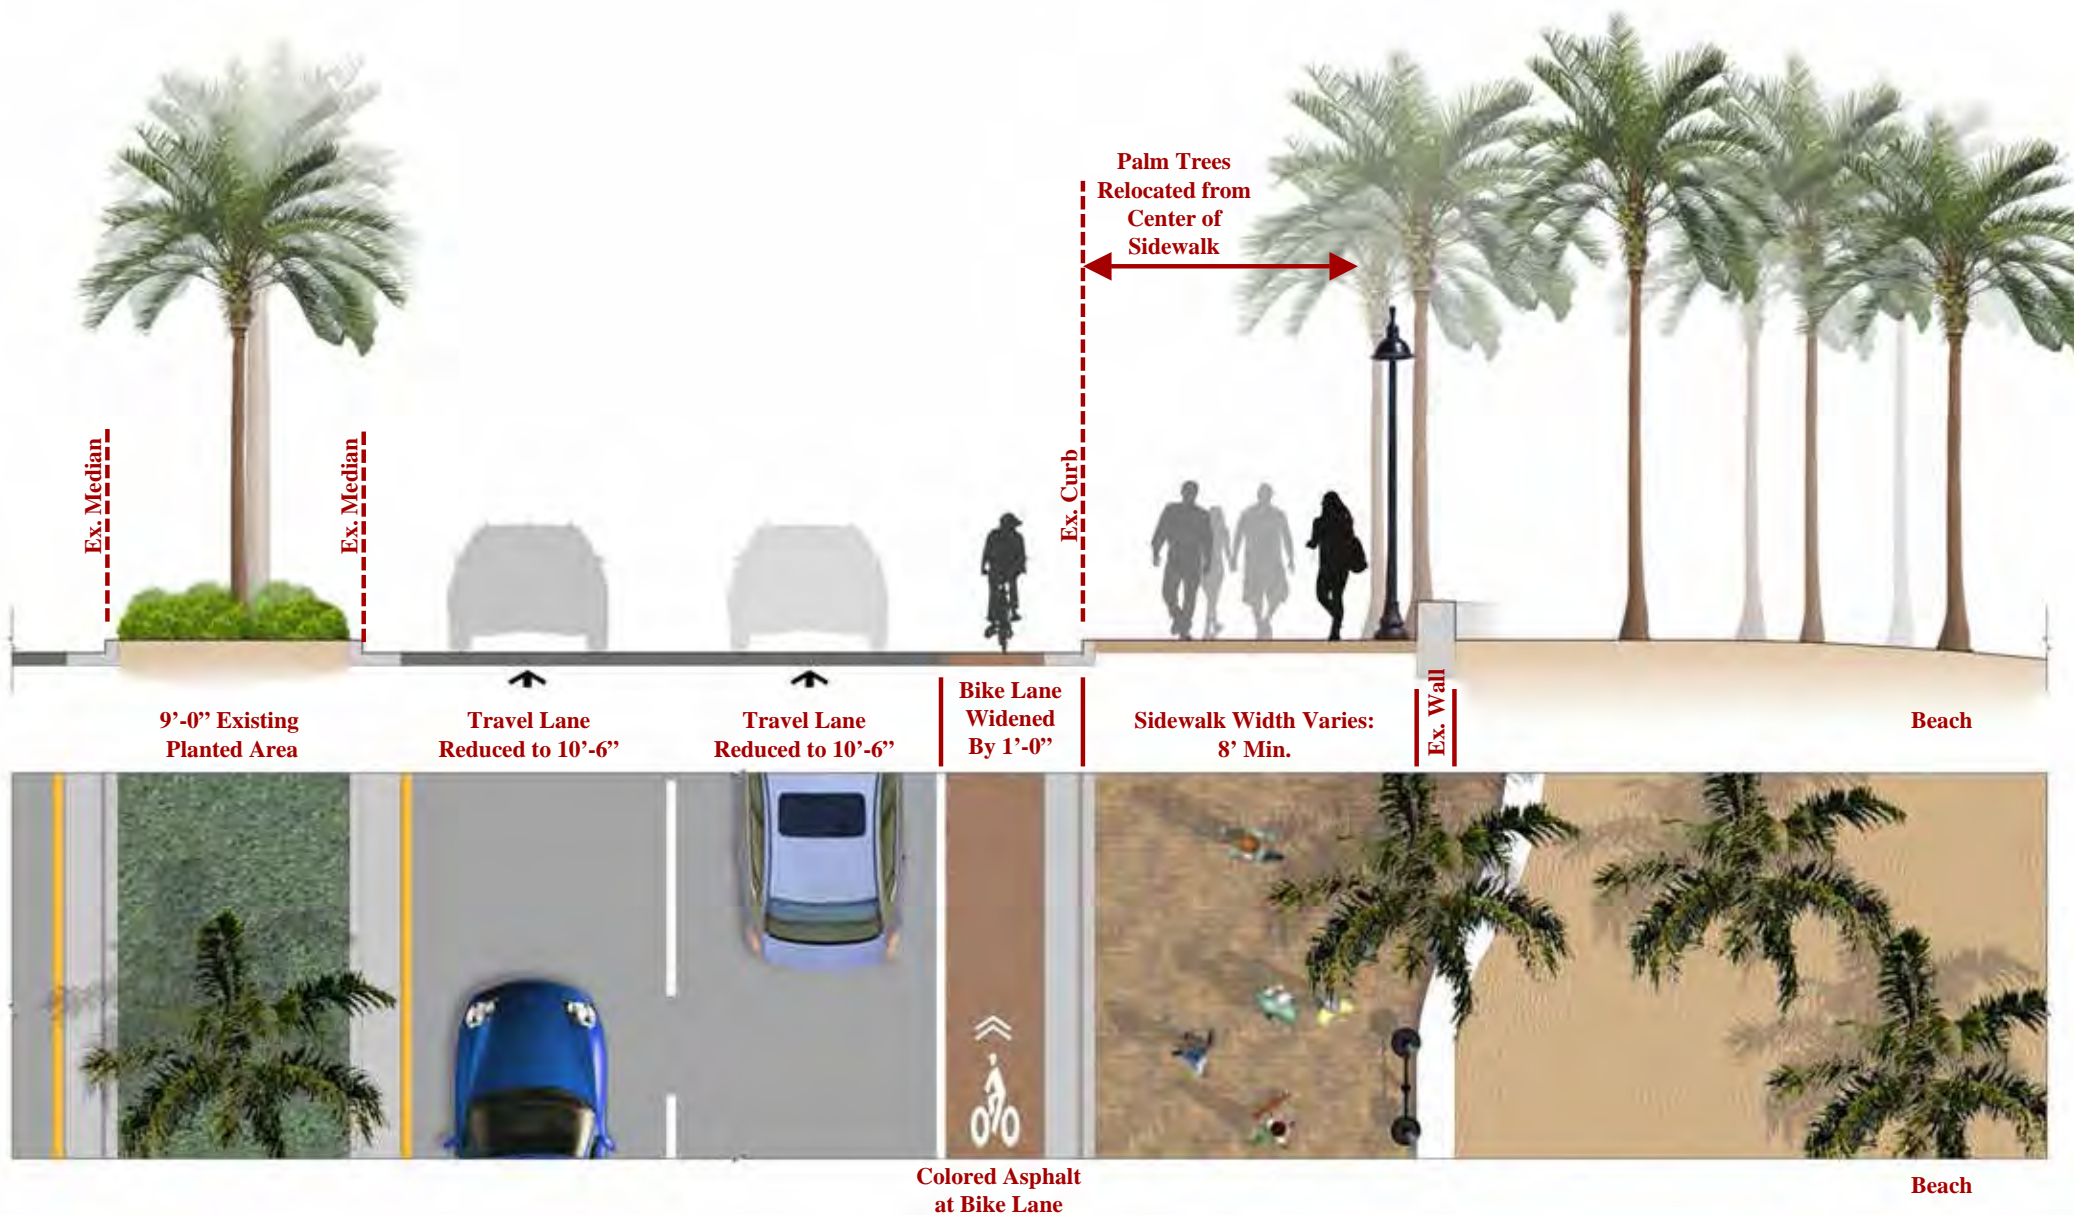 Palm Trees
Relocated from
Center of
Sidewalk
Ex. Median
Ex. Median
Ex. Curb
9’-0” Existing
Planted Area
Travel Lane
Reduced to 10’-6”
Travel Lane
Reduced to 10’-6”
Bike Lane
Widened
By 1’-0”
Sidewalk Width Varies:
8’ Min.
Ex. Wall
Beach
Colored Asphalt
at Bike Lane
Beach